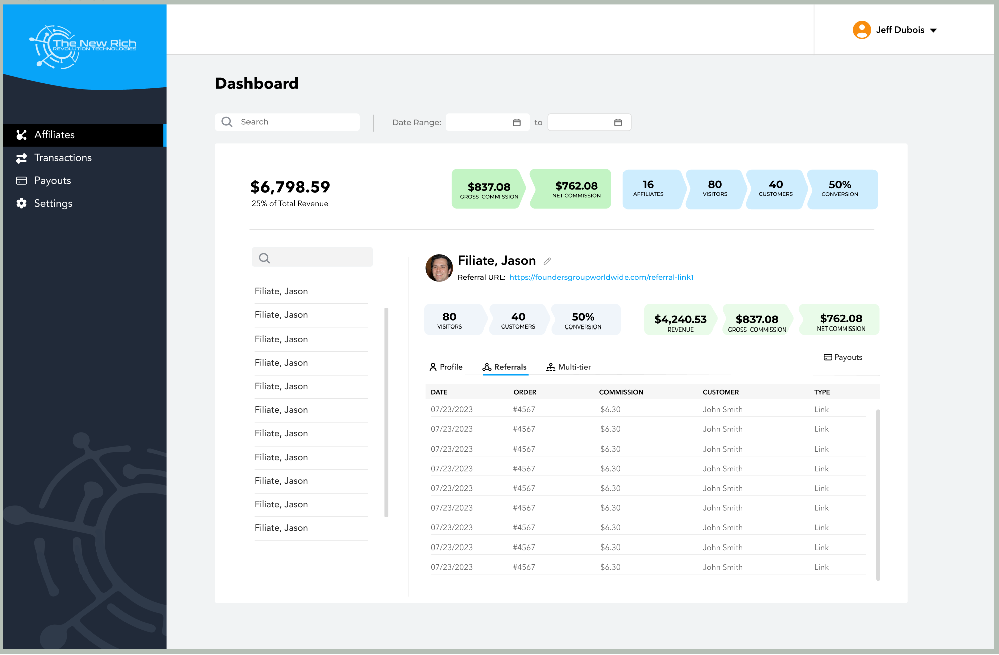 The New Rich
REVOLUTION TECHNOLOGIES
Jeff Dubois
Affiliates
Transactions
Payouts
Settings
Dashboard
Search
Date Range:
to
$6,798.59
25% of Total Revenue
$837.08
GROSS COMMISSION
$762.08
NET COMMISSION
16
AFFILIATES
80
VISITORS
40
CUSTOMERS
50%
CONVERSION
Filiate, Jason
Filiate, Jason
Filiate, Jason
Filiate, Jason
Filiate, Jason
Filiate, Jason
Filiate, Jason
Filiate, Jason
Filiate, Jason
Filiate, Jason
Filiate, Jason
Filiate, Jason
Referral URL: https://foundersgroupworldwide.com/referral-link1
80
VISITORS
40
CUSTOMERS
50%
CONVERSION
$4,240.53
REVENUE
$837.08
GROSS COMMISSION
$762.08
NET COMMISSION
Payouts
Profile Referrals Multi-tier
DATE ORDER COMMISSION CUSTOMER TYPE
07/23/2023 #4567 $6.30 John Smith Link
07/23/2023 #4567 $6.30 John Smith Link
07/23/2023 #4567 $6.30 John Smith Link
07/23/2023 #4567 $6.30 John Smith Link
07/23/2023 #4567 $6.30 John Smith Link
07/23/2023 #4567 $6.30 John Smith Link
07/23/2023 #4567 $6.30 John Smith Link
07/23/2023 #4567 $6.30 John Smith Link
07/23/2023 #4567 $6.30 John Smith Link